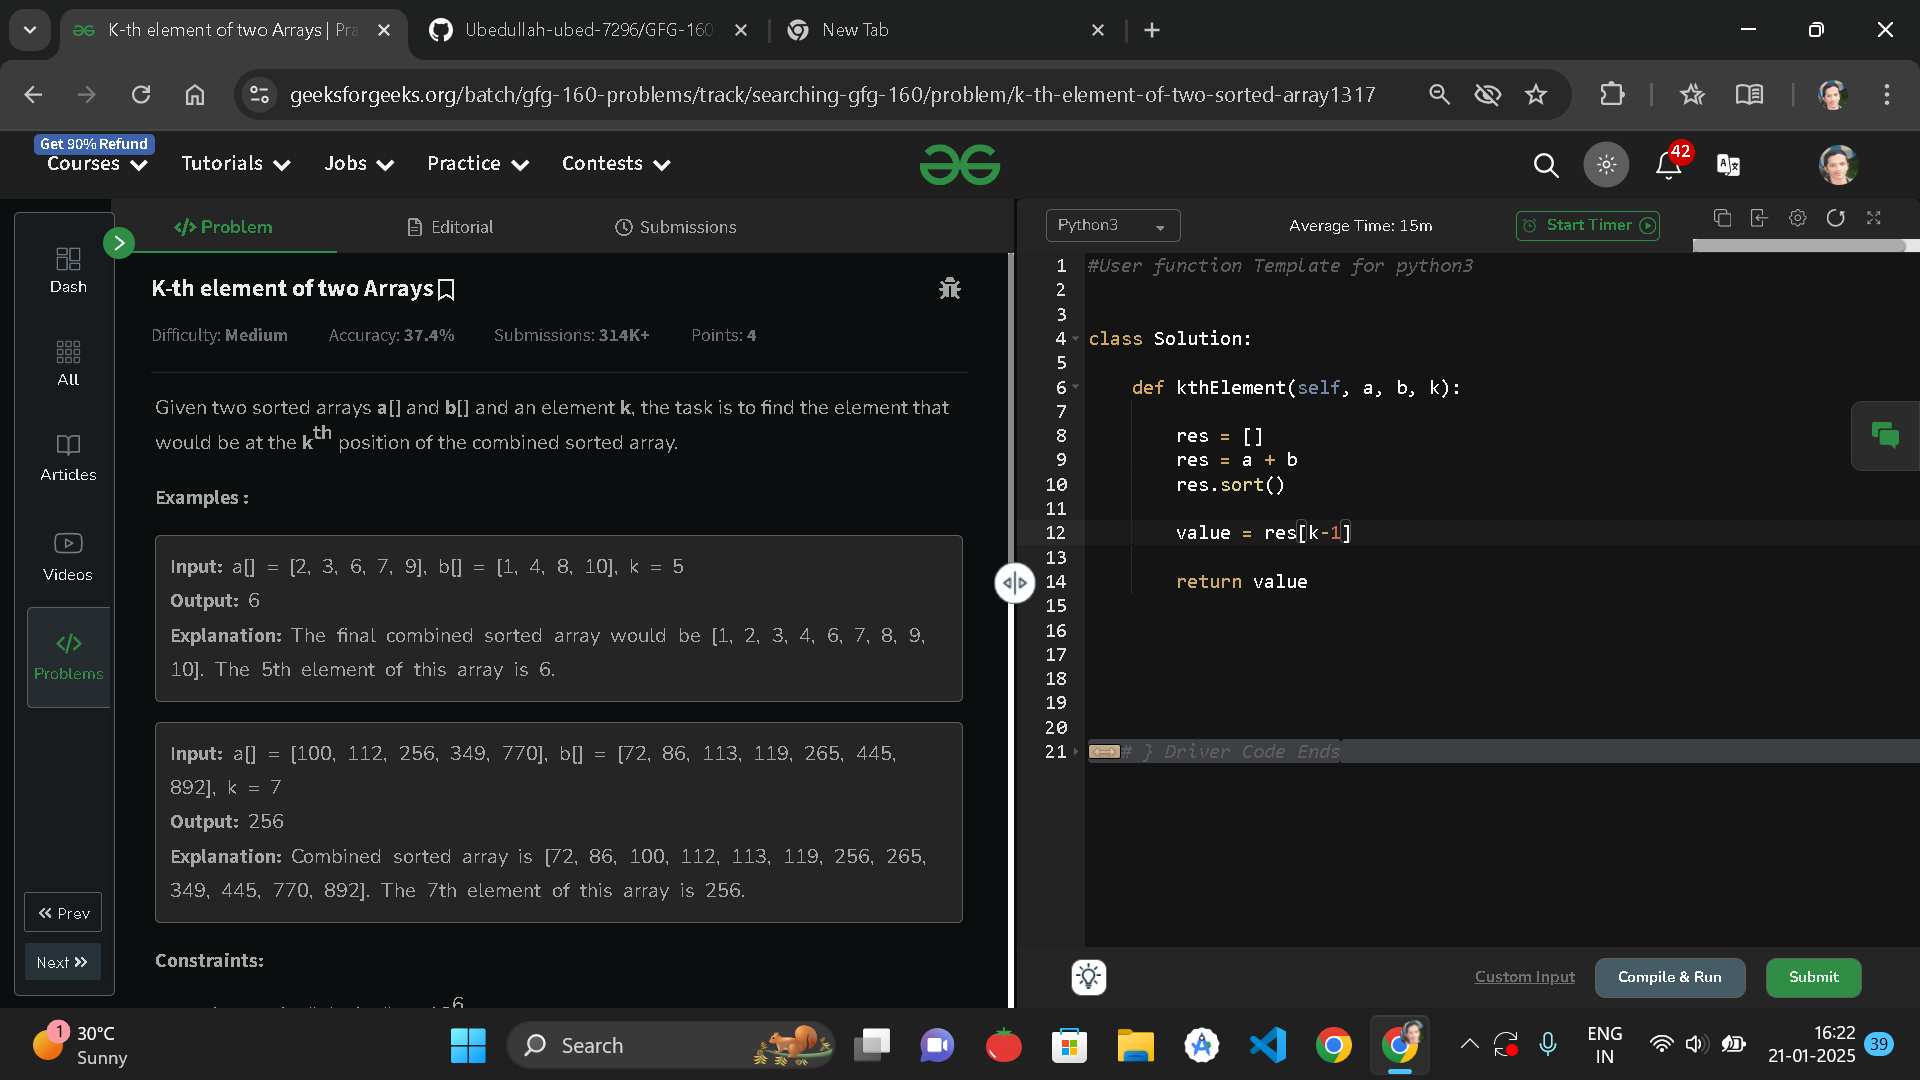 K-th element of two Arrays | Pra
Ubedullah-ubed-7296/GFG-160
New Tab
geeksforgeeks.org/batch/gfg-160-problems/track/searching-gfg-160/problem/k-th-element-of-two-sorted-array1317
Get 90% Refund
Courses Tutorials Jobs Practice Contests
42
Problem Editorial Submissions
Python3 Average Time: 15m Start Timer
Dash
All
Articles
Videos
Problems
Prev
Next
K-th element of two Arrays
Difficulty: Medium Accuracy: 37.4% Submissions: 314K+ Points: 4
Given two sorted arrays a[] and b[] and an element k, the task is to find the element that
would be at the kth position of the combined sorted array.
Examples :
Input: a[] = [2, 3, 6, 7, 9], b[] = [1, 4, 8, 10], k = 5
Output: 6
Explanation: The final combined sorted array would be [1, 2, 3, 4, 6, 7, 8, 9,
10]. The 5th element of this array is 6.
Input: a[] = [100, 112, 256, 349, 770], b[] = [72, 86, 113, 119, 265, 445,
892], k = 7
Output: 256
Explanation: Combined sorted array is [72, 86, 100, 112, 113, 119, 256, 265,
349, 445, 770, 892]. The 7th element of this array is 256.
Constraints:
1 #User function Template for python3
2
3
4 class Solution:
5
6 def kthElement(self, a, b, k):
7
8 res = []
9 res = a + b
10 res.sort()
11
12 value = res[k-1]
13
14 return value
15
16
17
18
19
20
21 # } Driver Code Ends
Custom Input Compile & Run Submit
1
30°C
Sunny
Search
ENG
IN
16:22
21-01-2025
39